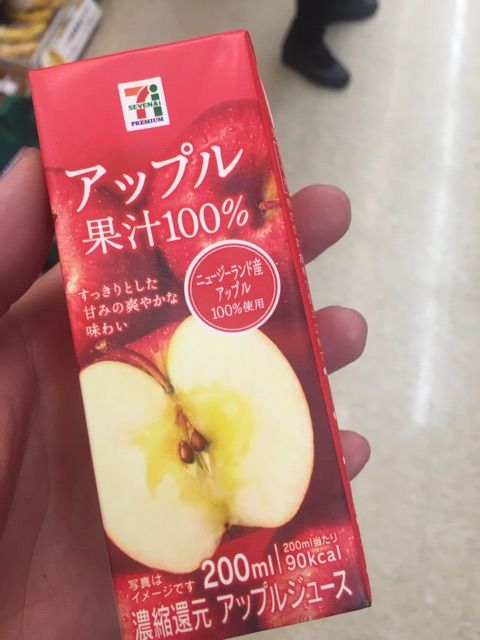 SEVEN&i
PREMIUM
アップル
果汁100%
ニュージーランド産
アップル
100%使用
すっきりとした
甘みの爽やかな
味わい
写真は
イメージです
200ml
200ml当たり
90kcal
濃縮還元 アップルジュース